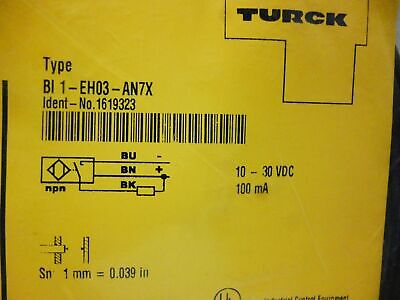 TURCK
Type
BI 1-EH03-AN7X
Ident-No.1619323
BU -
BN +
BK
npn
10 - 30 VDC
100 mA
Sn 1 mm = 0.039 in
Industrial Control Equipment